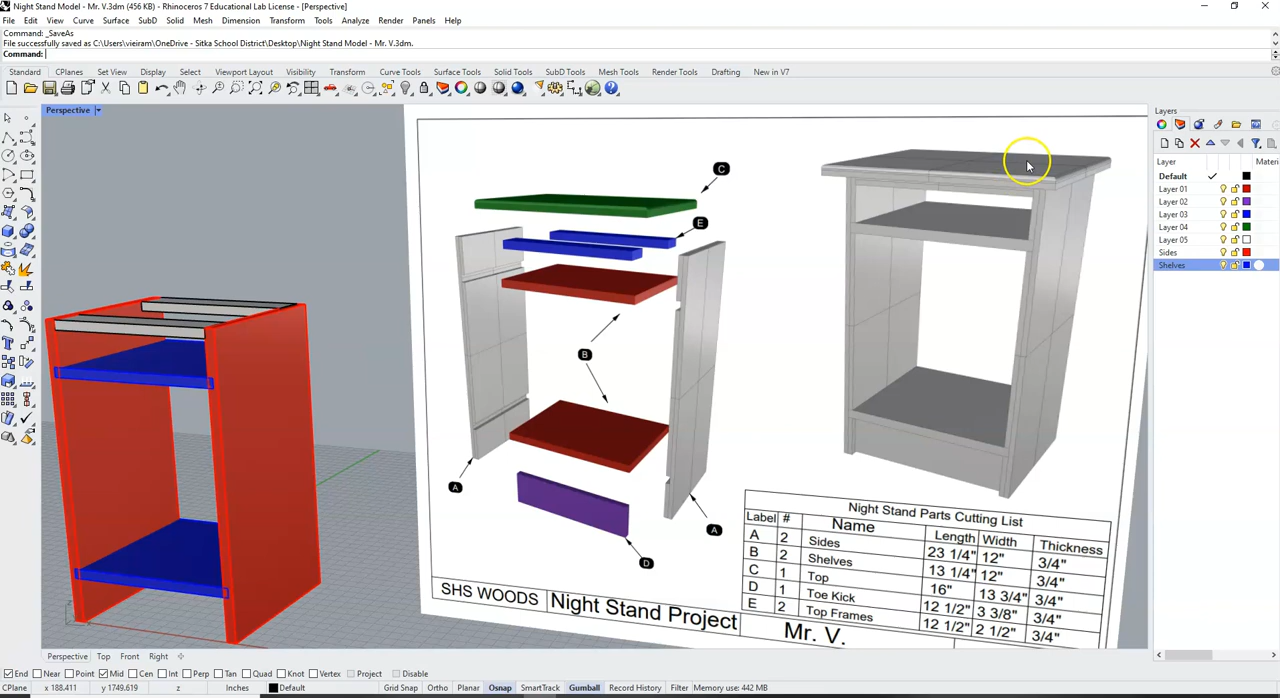 Night Stand Model - Mr. V.3dm (456 KB) - Rhinoceros 7 Educational Lab License - [Perspective]
File Edit View Curve Surface SubD Solid Mesh Dimension Transform Tools Analyze Render Panels Help
Command: _SaveAs
File successfully saved as C:\Users\vieiram\OneDrive - Sitka School District\Desktop\Night Stand Model - Mr. V.3dm.
Command:
Standard CPlanes Set View Display Select Viewport Layout Visibility Transform Curve Tools Surface Tools Solid Tools SubD Tools Mesh Tools Render Tools Drafting New in V7
Perspective
Layers
Layer Materi
Default
Layer 01
Layer 02
Layer 03
Layer 04
Layer 05
Sides
Shelves
C
E
B
A
A
D
Night Stand Parts Cutting List
Label # Name Length Width Thickness
A 2 Sides 23 1/4" 12" 3/4"
B 2 Shelves 13 1/4" 12" 3/4"
C 1 Top 16" 13 3/4" 3/4"
D 1 Toe Kick 12 1/2" 3 3/8" 3/4"
E 2 Top Frames 12 1/2" 2 1/2" 3/4"
SHS WOODS Night Stand Project Mr. V.
Perspective Top Front Right
End Near Point Mid Cen Int Perp Tan Quad Knot Vertex Project Disable
CPlane x 188.411 y 1749.619 z Inches Default Grid Snap Ortho Planar Osnap SmartTrack Gumball Record History Filter Memory use: 442 MB